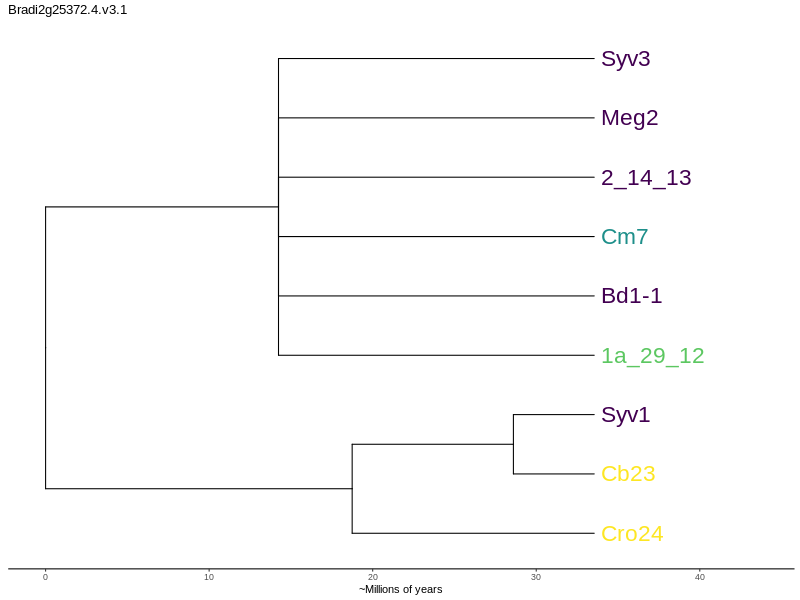 Bradi2g25372.4.v3.1
Syv3
Meg2
2_14_13
Cm7
Bd1-1
1a_29_12
Syv1
Cb23
Cro24
0 10 20 30 40
~Millions of years